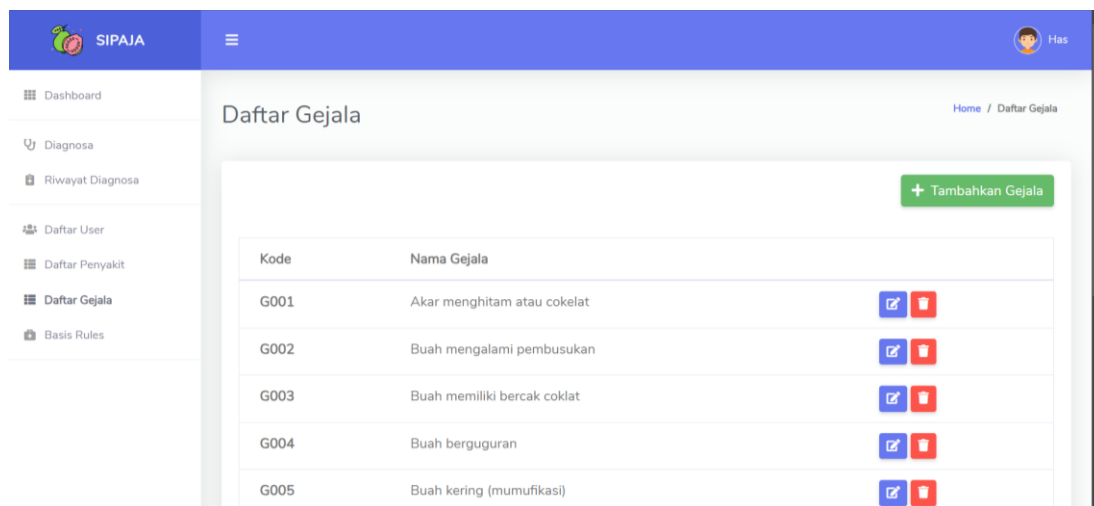 SIPAJA
Has
Dashboard
Diagnosa
Riwayat Diagnosa
Daftar User
Daftar Penyakit
Daftar Gejala
Basis Rules
Daftar Gejala
Home / Daftar Gejala
+ Tambahkan Gejala
Kode Nama Gejala
G001 Akar menghitam atau cokelat
G002 Buah mengalami pembusukan
G003 Buah memiliki bercak coklat
G004 Buah berguguran
G005 Buah kering (mumufikasi)